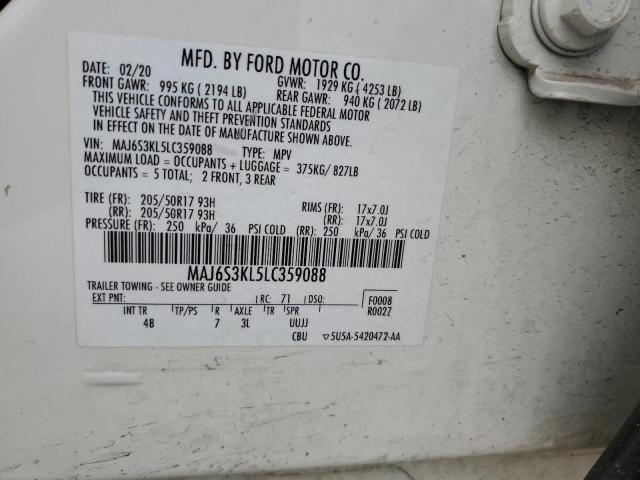 MFD. BY FORD MOTOR CO.
DATE: 02/20 GVWR: 1929 KG (4253 LB)
FRONT GAWR: 995 KG (2194 LB) REAR GAWR: 940 KG (2072 LB)
THIS VEHICLE CONFORMS TO ALL APPLICABLE FEDERAL MOTOR
VEHICLE SAFETY AND THEFT PREVENTION STANDARDS
IN EFFECT ON THE DATE OF MANUFACTURE SHOWN ABOVE.
VIN: MAJ6S3KL5LC359088 TYPE: MPV
MAXIMUM LOAD = OCCUPANTS + LUGGAGE = 375KG/ 827LB
OCCUPANTS = 5 TOTAL; 2 FRONT, 3 REAR
TIRE (FR): 205/50R17 93H RIMS (FR): 17x7.0J
(RR): 205/50R17 93H (RR): 17x7.0J
PRESSURE (FR) 250 kPa/ 36 PSI COLD (RR) 250 kPa/ 36 PSI COLD
MAJ6S3KL5LC359088
TRAILER TOWING - SEE OWNER GUIDE
EXT PNT: RC: 71 DSO: F0008
R0027
INT TR TP/PS R AXLE TR SPR
4B 7 3L UUJJ
CBU ▽5U5A-5420472-AA